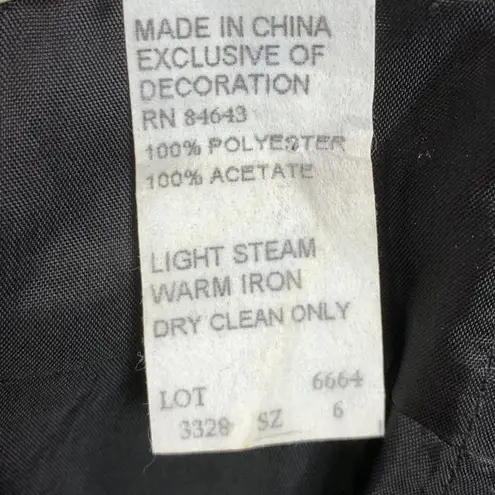 MADE IN CHINA
EXCLUSIVE OF
DECORATION
RN 84643
100% POLYESTER
100% ACETATE
LIGHT STEAM
WARM IRON
DRY CLEAN ONLY
LOT 6664
3328 SZ 6